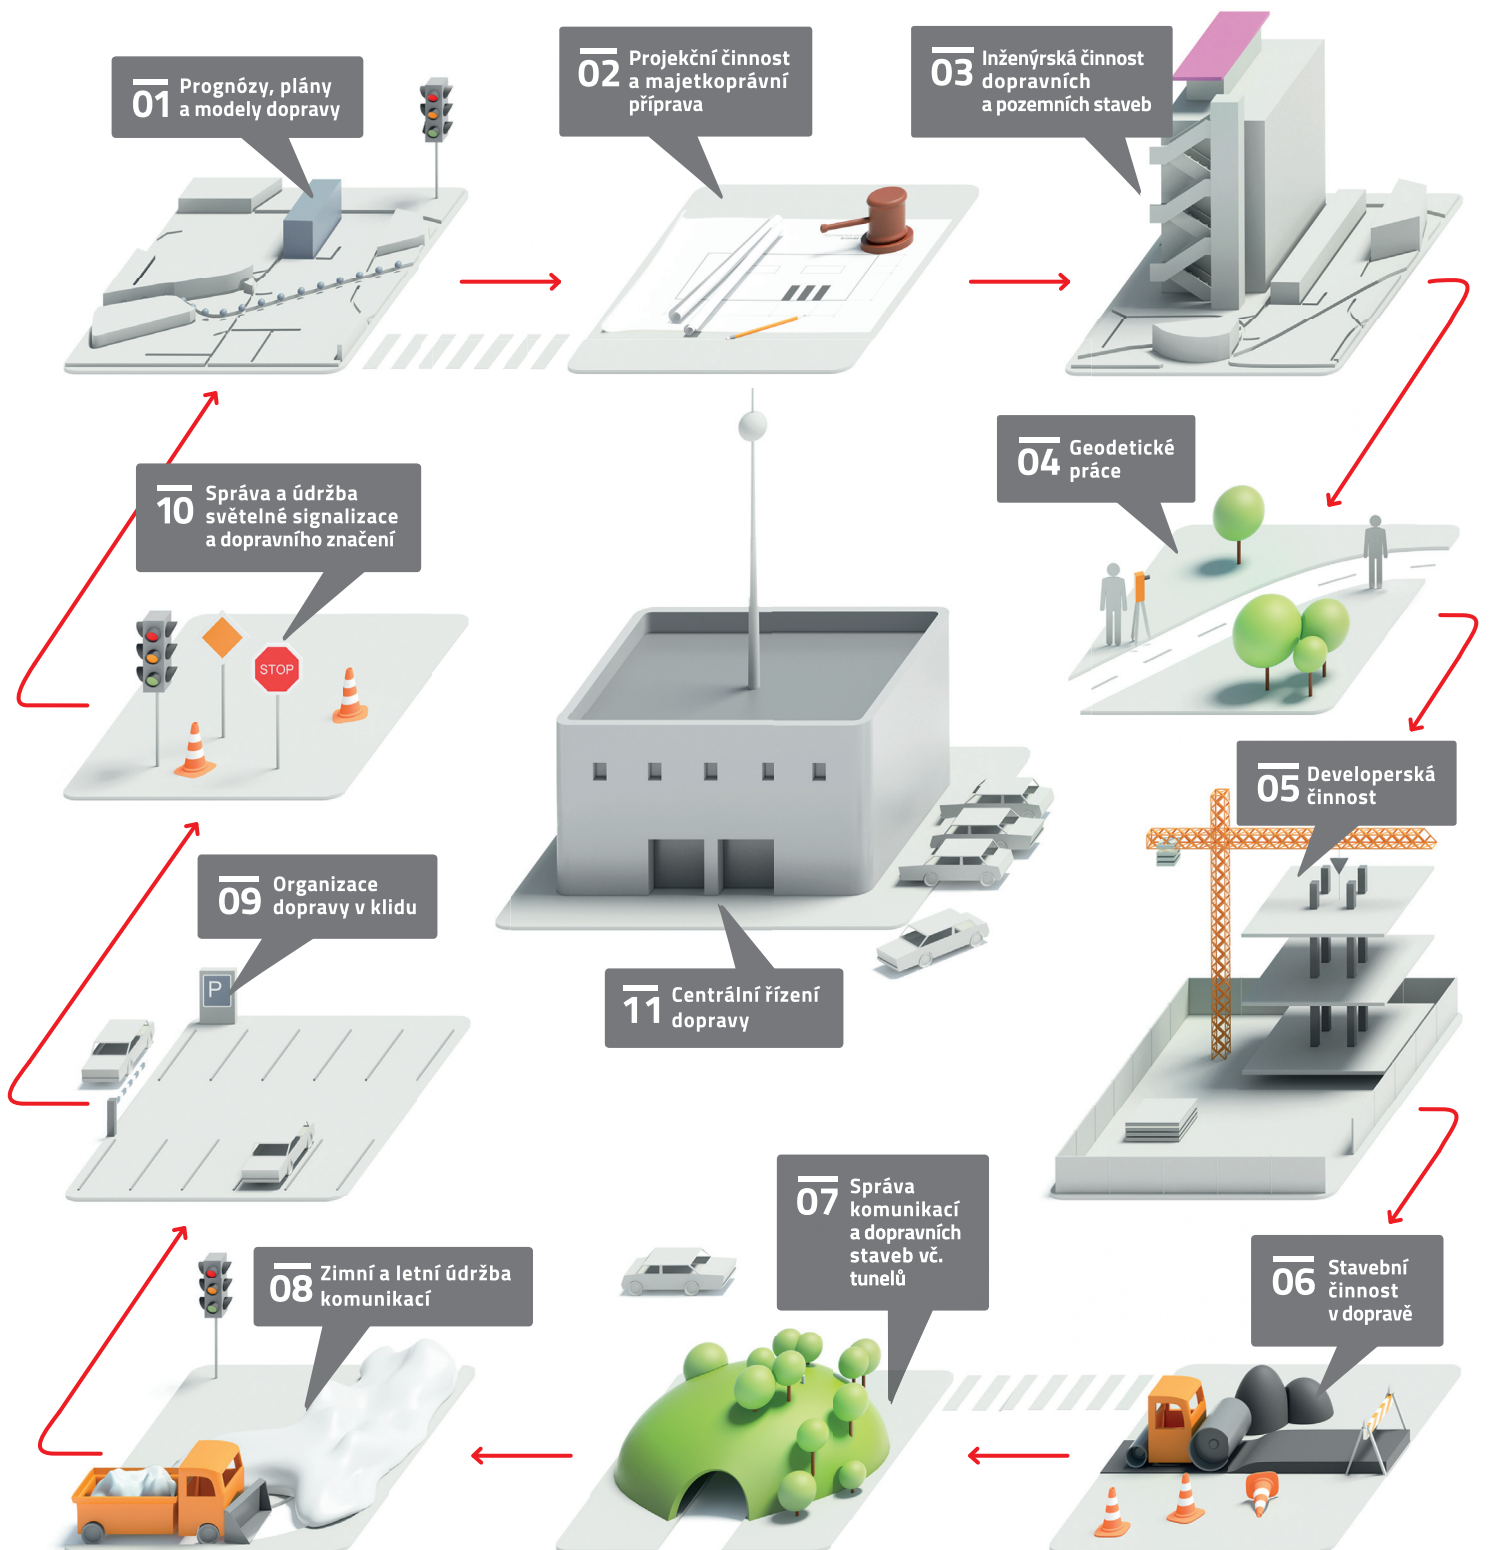 01
Prognózy, plány
a modely dopravy
02
Projekční činnost
a majetkoprávní
příprava
03
Inženýrská činnost
dopravních
a pozemních staveb
04
Geodetické
práce
05
Developerská
činnost
06
Stavební
činnost
v dopravě
07
Správa
komunikací
a dopravních
staveb vč.
tunelů
08
Zimní a letní údržba
komunikací
09
Organizace
dopravy v klidu
P
10
Správa a údržba
světelné signalizace
a dopravního značení
STOP
11
Centrální řízení
dopravy